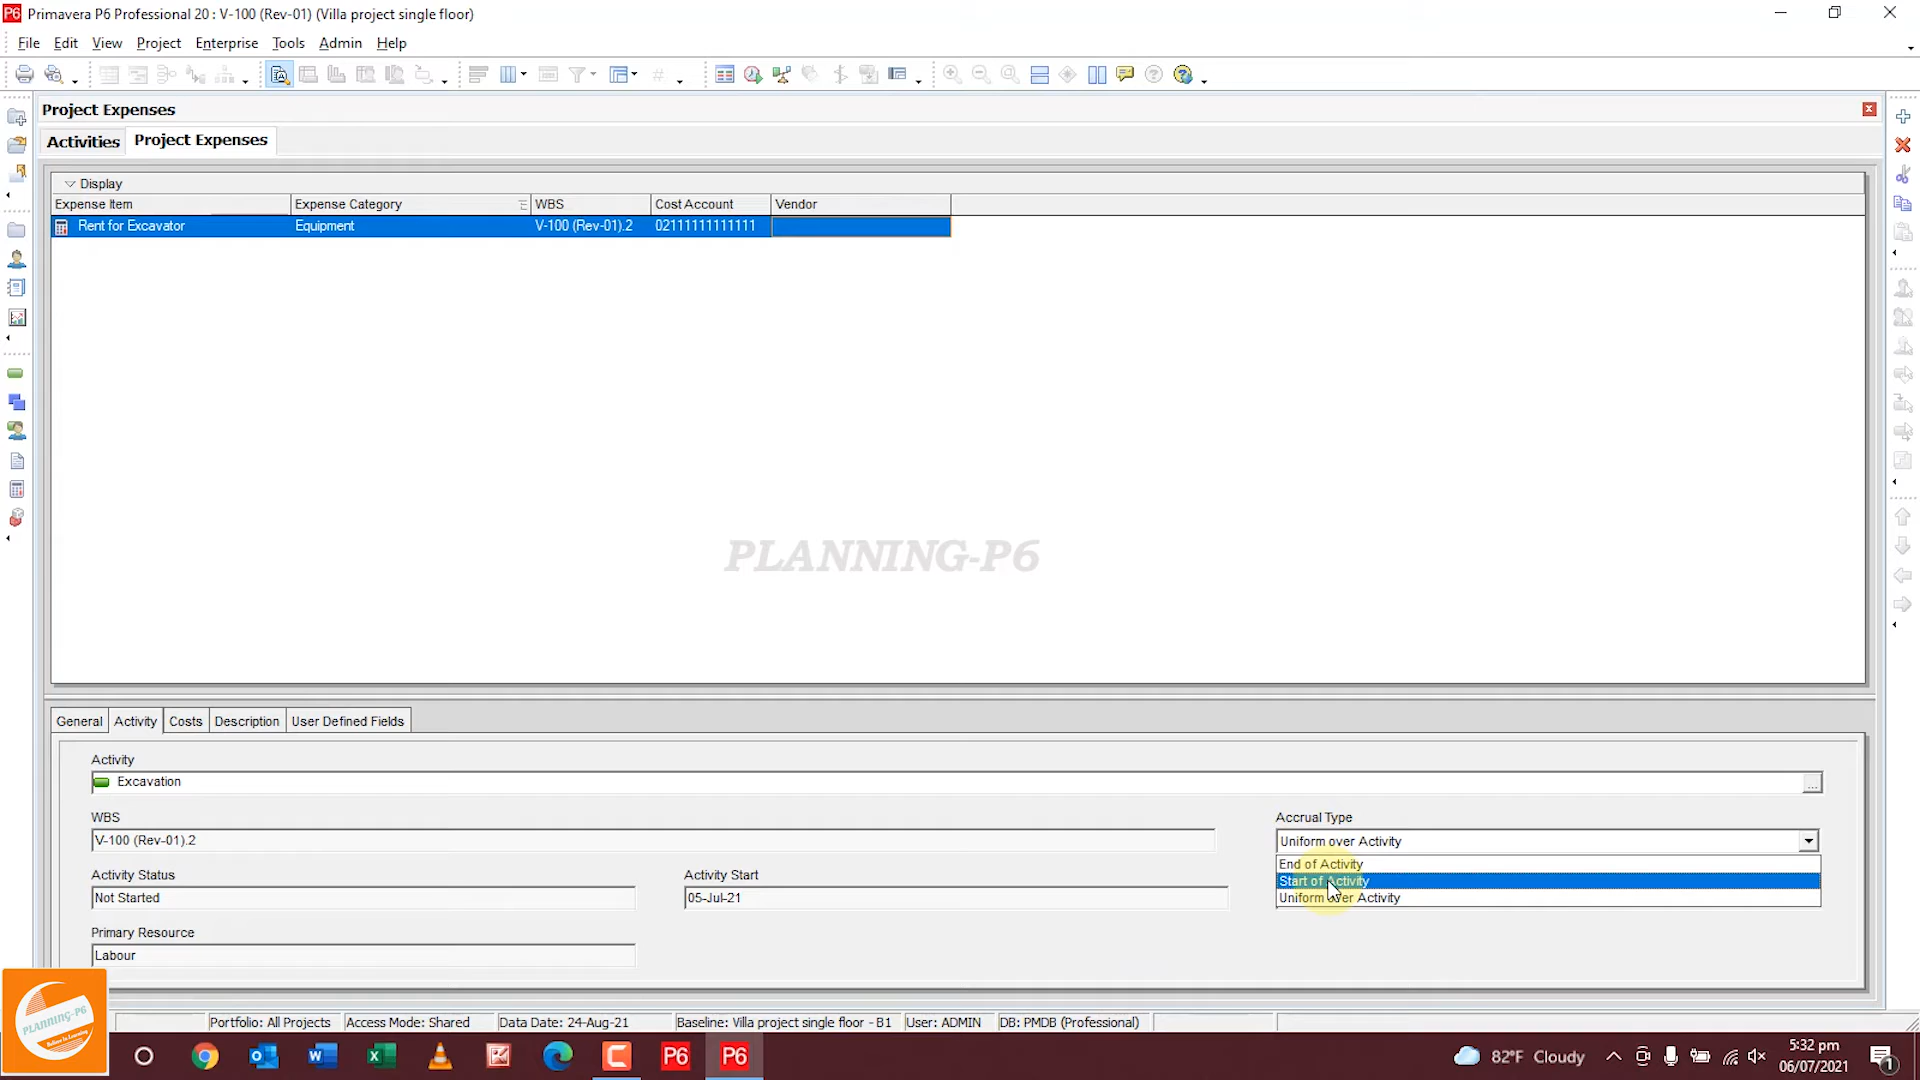 P6 Primavera P6 Professional 20 : V-100 (Rev-01) (Villa project single floor)
File Edit View Project Enterprise Tools Admin Help
Project Expenses
Activities Project Expenses
Display
Expense Item Expense Category WBS Cost Account Vendor
Rent for Excavator Equipment V-100 (Rev-01).2 02111111111111
PLANNING-P6
General Activity Costs Description User Defined Fields
Activity
Excavation
...
WBS Accrual Type
V-100 (Rev-01).2 Uniform over Activity
End of Activity
Activity Status Activity Start Start of Activity
Not Started 05-Jul-21 Uniform over Activity
Primary Resource
Labour
PLANNING-P6
Portfolio: All Projects Access Mode: Shared Data Date: 24-Aug-21 Baseline: Villa project single floor - B1 User: ADMIN DB: PMDB (Professional)
P6 P6 82°F Cloudy 5:32 pm
06/07/2021 1